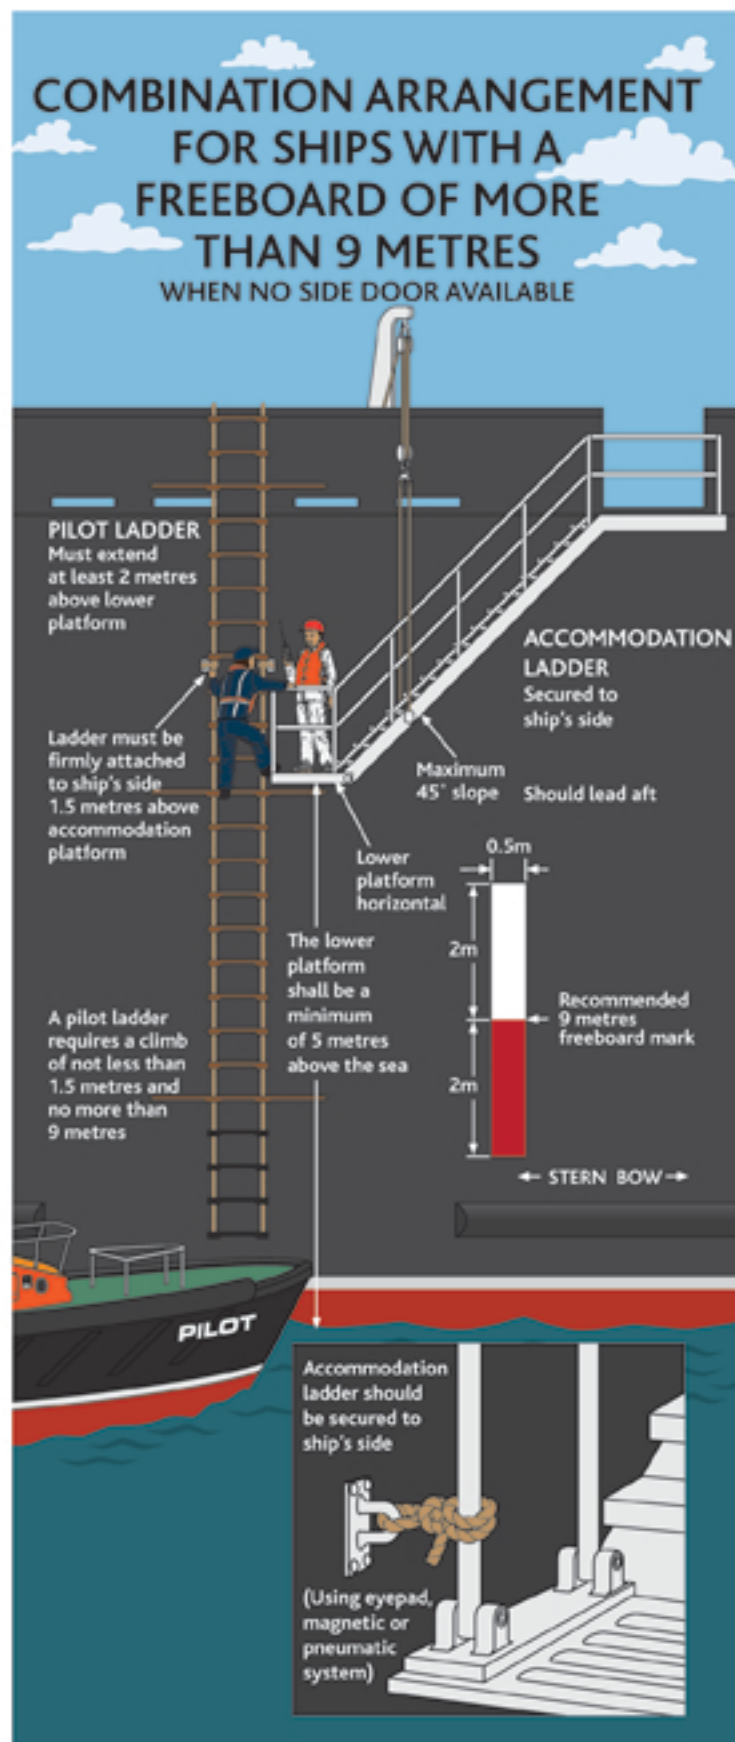 COMBINATION ARRANGEMENT
FOR SHIPS WITH A
FREEBOARD OF MORE
THAN 9 METRES
WHEN NO SIDE DOOR AVAILABLE
PILOT LADDER
Must extend
at least 2 metres
above lower
platform
ACCOMMODATION
LADDER
Secured to
ship's side
Ladder must be
firmly attached
to ship's side
1.5 metres above
accommodation
platform
Maximum
45° slope
Should lead aft
Lower
platform
horizontal
0.5m
2m
The lower
platform
shall be a
minimum
of 5 metres
above the sea
Recommended
9 metres
freeboard mark
A pilot ladder
requires a climb
of not less than
1.5 metres and
no more than
9 metres
2m
STERN BOW
PILOT
Accommodation
ladder should
be secured to
ship's side
(Using eyepad,
magnetic or
pneumatic
system)